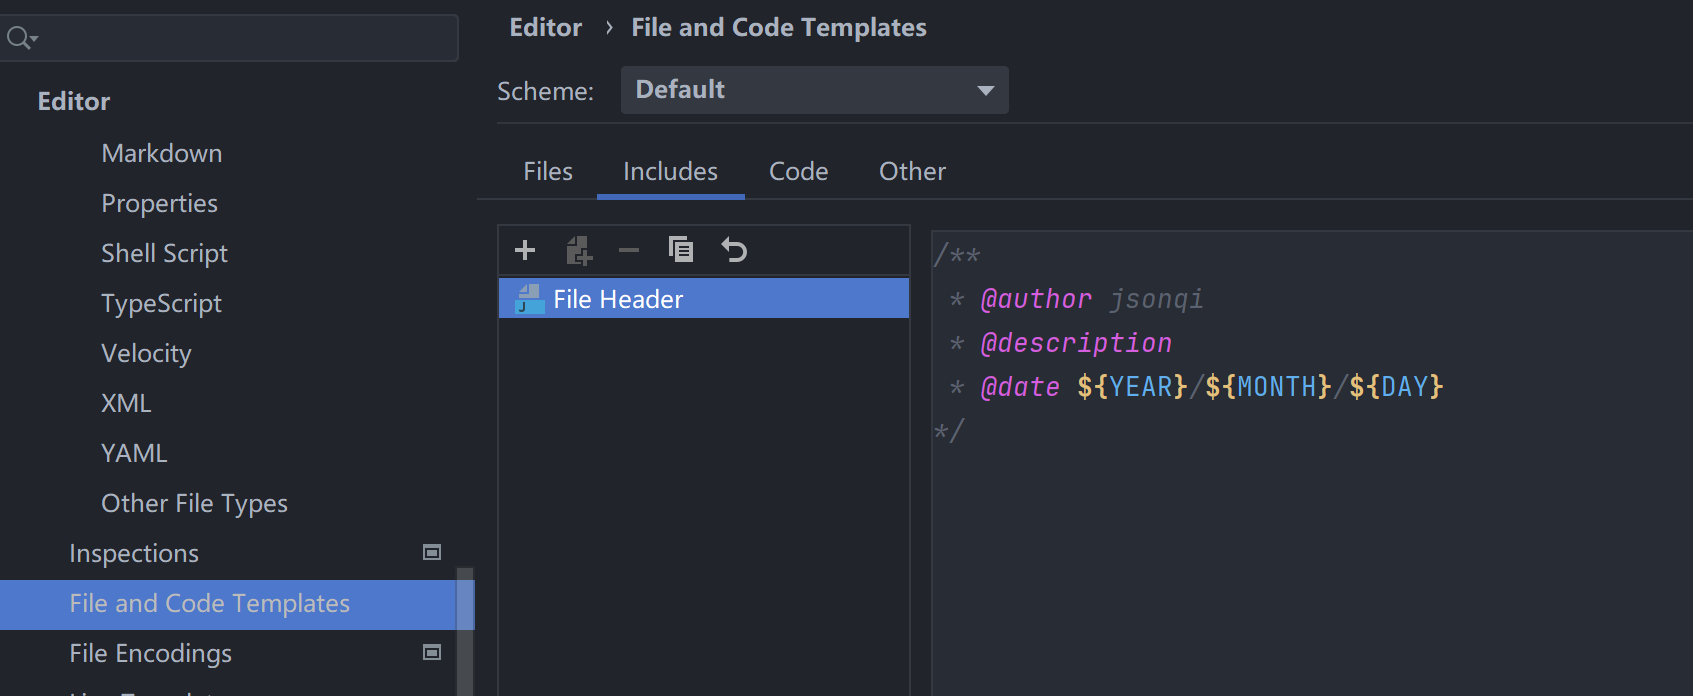 Editor
Markdown
Properties
Shell Script
TypeScript
Velocity
XML
YAML
Other File Types
Inspections
File and Code Templates
File Encodings
Editor › File and Code Templates
Scheme: Default
Files Includes Code Other
File Header
/**
* @author jsonqi
* @description
* @date ${YEAR}/${MONTH}/${DAY}
*/